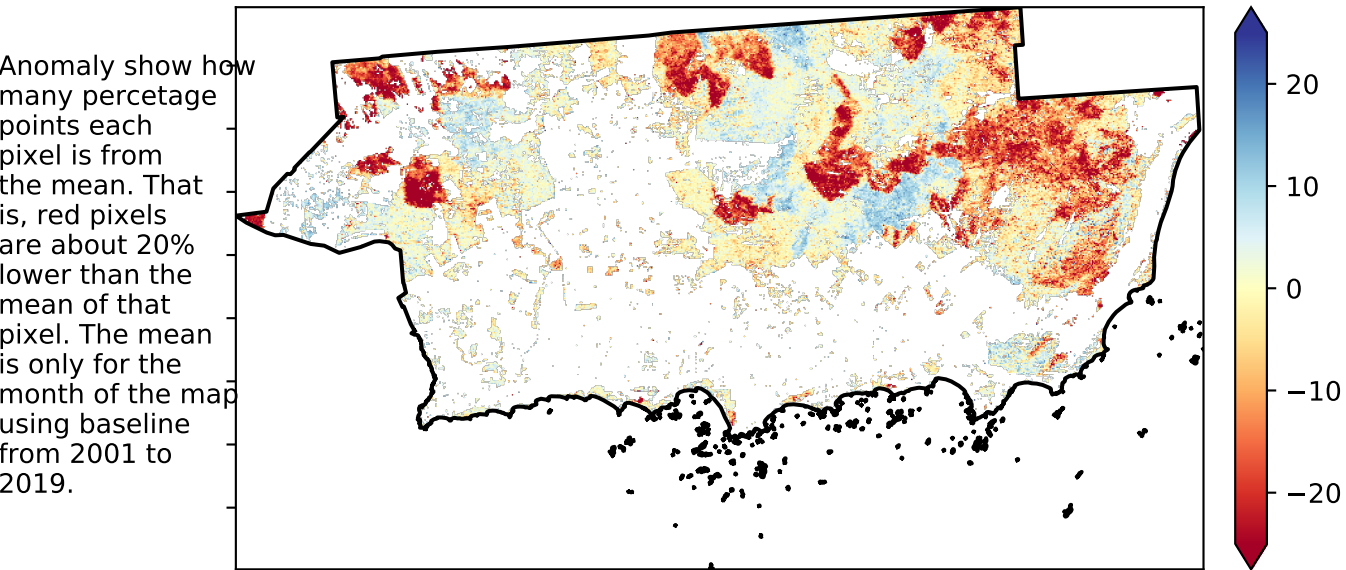 Anomaly show how
many percetage
points each
pixel is from
the mean. That
is, red pixels
are about 20%
lower than the
mean of that
pixel. The mean
is only for the
month of the map
using baseline
from 2001 to
2019.
20
10
0
−10
−20